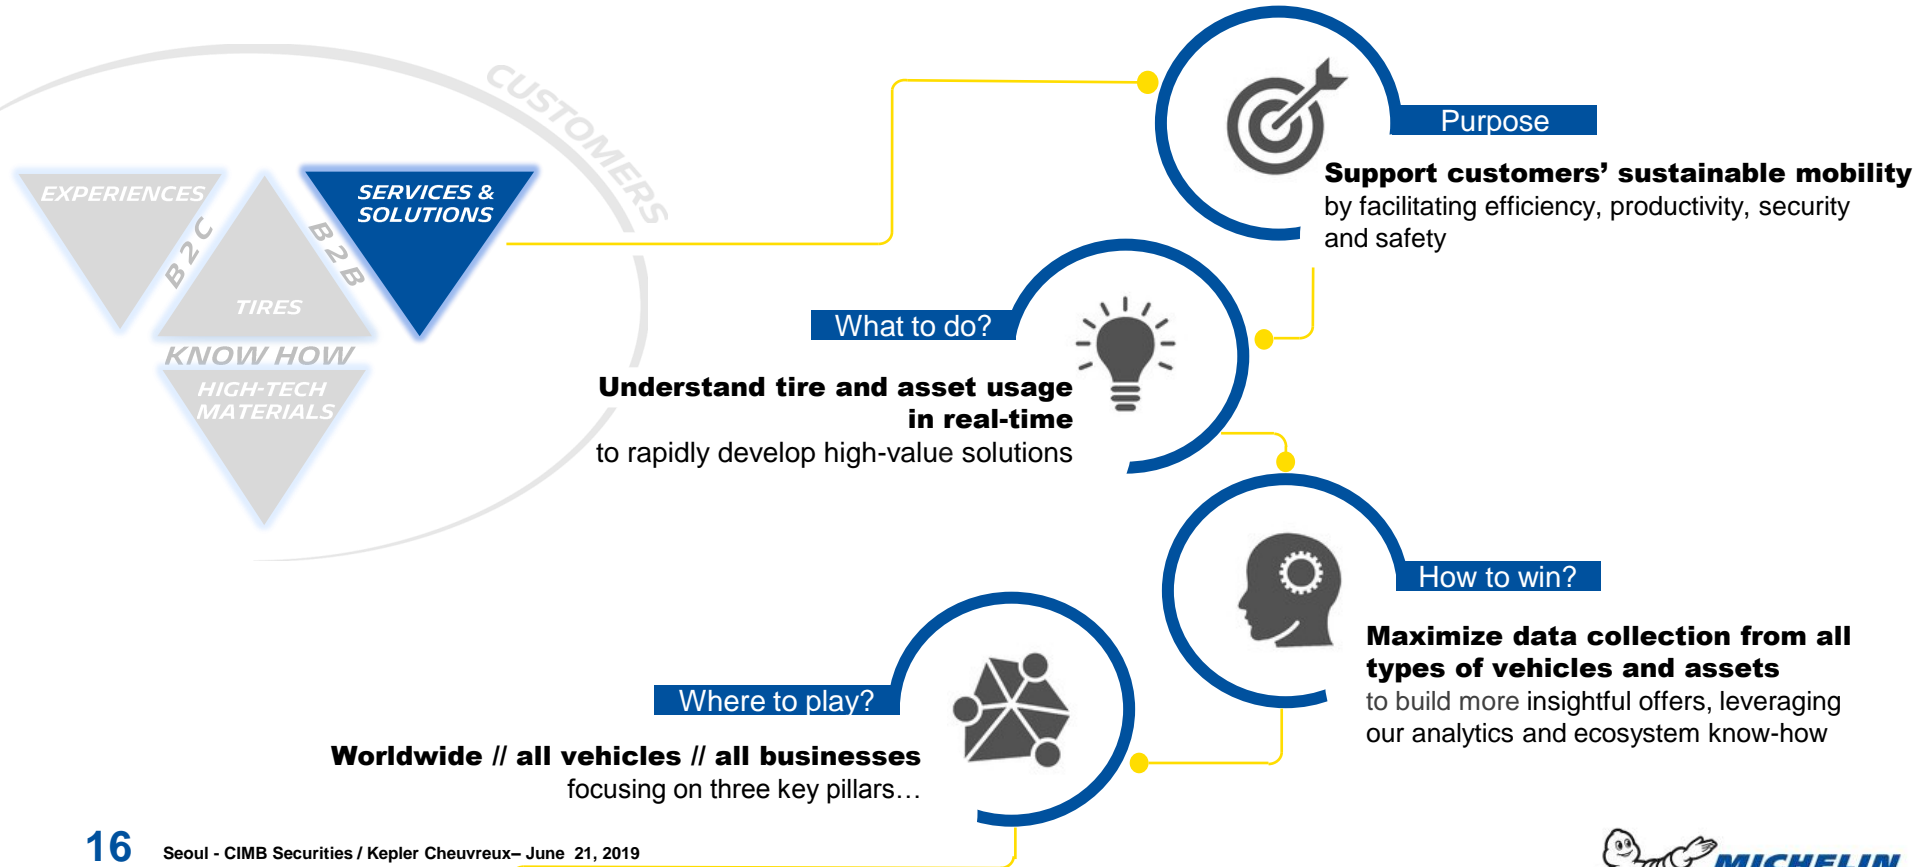 CUSTOMERS
EXPERIENCES
B2C
TIRES
B2B
SERVICES &
SOLUTIONS
KNOW HOW
HIGH-TECH
MATERIALS
Purpose
Support customers’ sustainable mobility
by facilitating efficiency, productivity, security
and safety
What to do?
Understand tire and asset usage
in real-time
to rapidly develop high-value solutions
How to win?
Maximize data collection from all
types of vehicles and assets
to build more insightful offers, leveraging
our analytics and ecosystem know-how
Where to play?
Worldwide // all vehicles // all businesses
focusing on three key pillars…
16
Seoul - CIMB Securities / Kepler Cheuvreux– June 21, 2019
MICHELIN